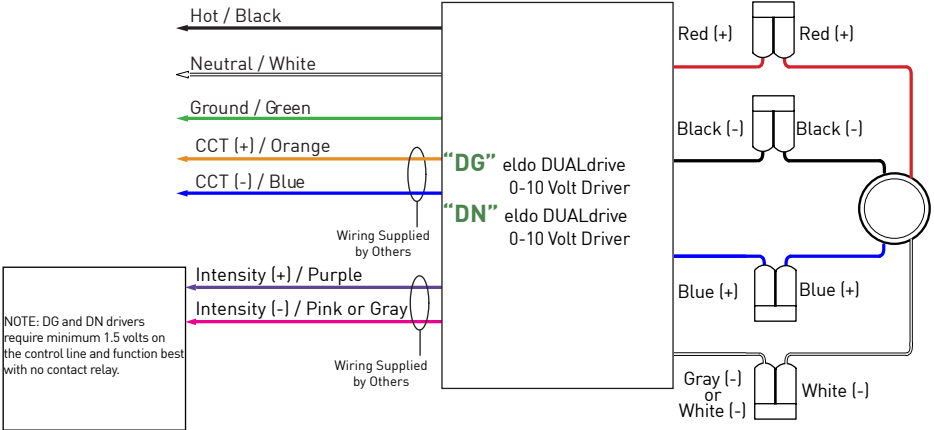 Hot / Black
Neutral / White
Ground / Green
CCT (+) / Orange
CCT (-) / Blue
Wiring Supplied
by Others
Intensity (+) / Purple
Intensity (-) / Pink or Gray
Wiring Supplied
by Others
NOTE: DG and DN drivers
require minimum 1.5 volts on
the control line and function best
with no contact relay.
“DG” eldo DUALdrive
0-10 Volt Driver
“DN” eldo DUALdrive
0-10 Volt Driver
Red (+) Red (+)
Black (-) Black (-)
Blue (+) Blue (+)
Gray (-)
or
White (-)
White (-)